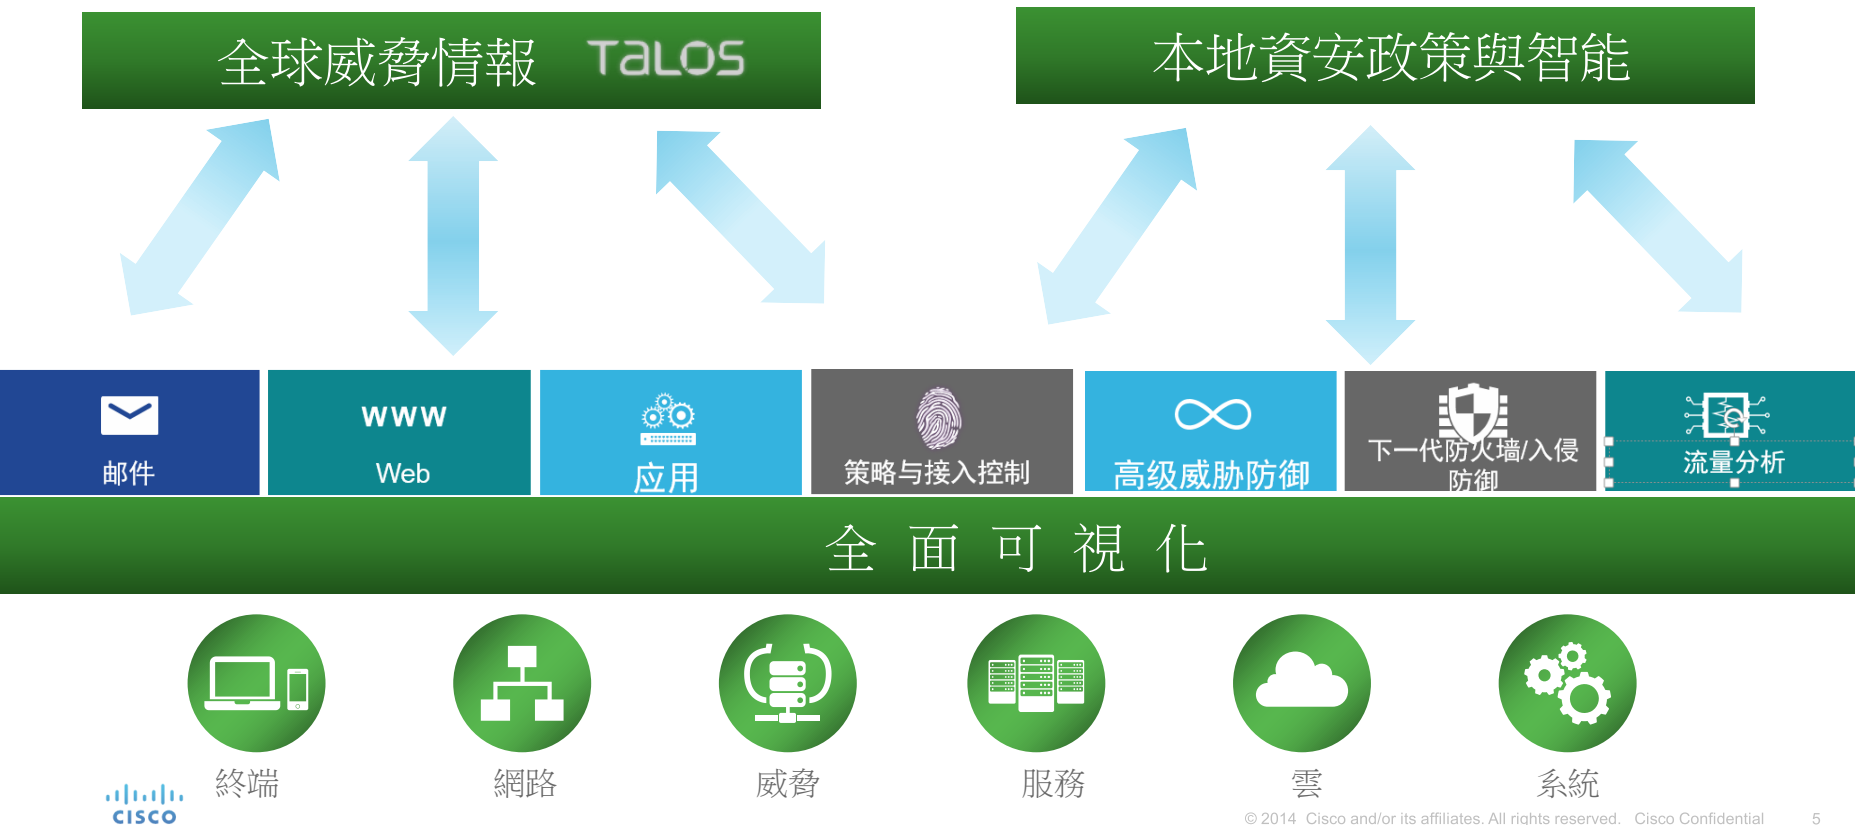 全球威脅情報 TALOS
本地資安政策與智能
邮件
www
Web
应用
策略与接入控制
高级威胁防御
下一代防火墙/入侵
防御
流量分析
全面可視化
終端
網路
威脅
服務
雲
系統
CISCO
© 2014 Cisco and/or its affiliates. All rights reserved. Cisco Confidential 5